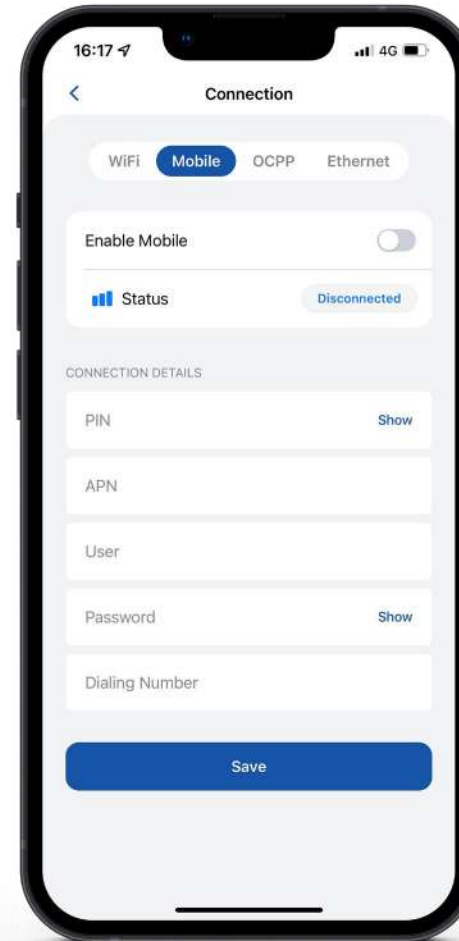 16:17 4G
Connection
WiFi Mobile OCPP Ethernet
Enable Mobile
Status Disconnected
CONNECTION DETAILS
PIN Show
APN
User
Password Show
Dialing Number
Save